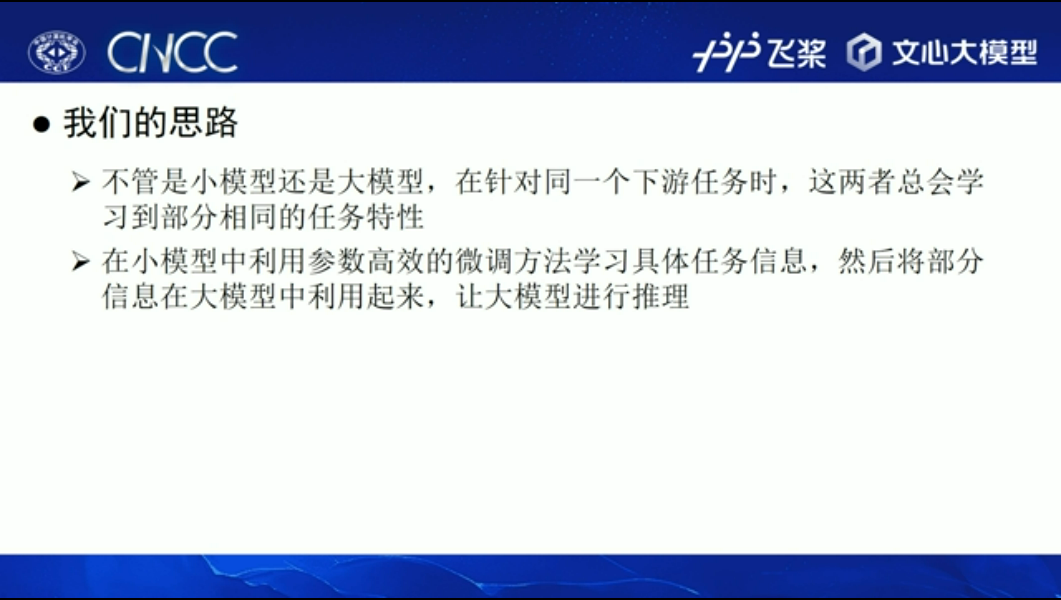 CNCC
飞桨 文心大模型
● 我们的思路
➢ 不管是小模型还是大模型，在针对同一个下游任务时，这两者总会学
习到部分相同的任务特性
➢ 在小模型中利用参数高效的微调方法学习具体任务信息，然后将部分
信息在大模型中利用起来，让大模型进行推理